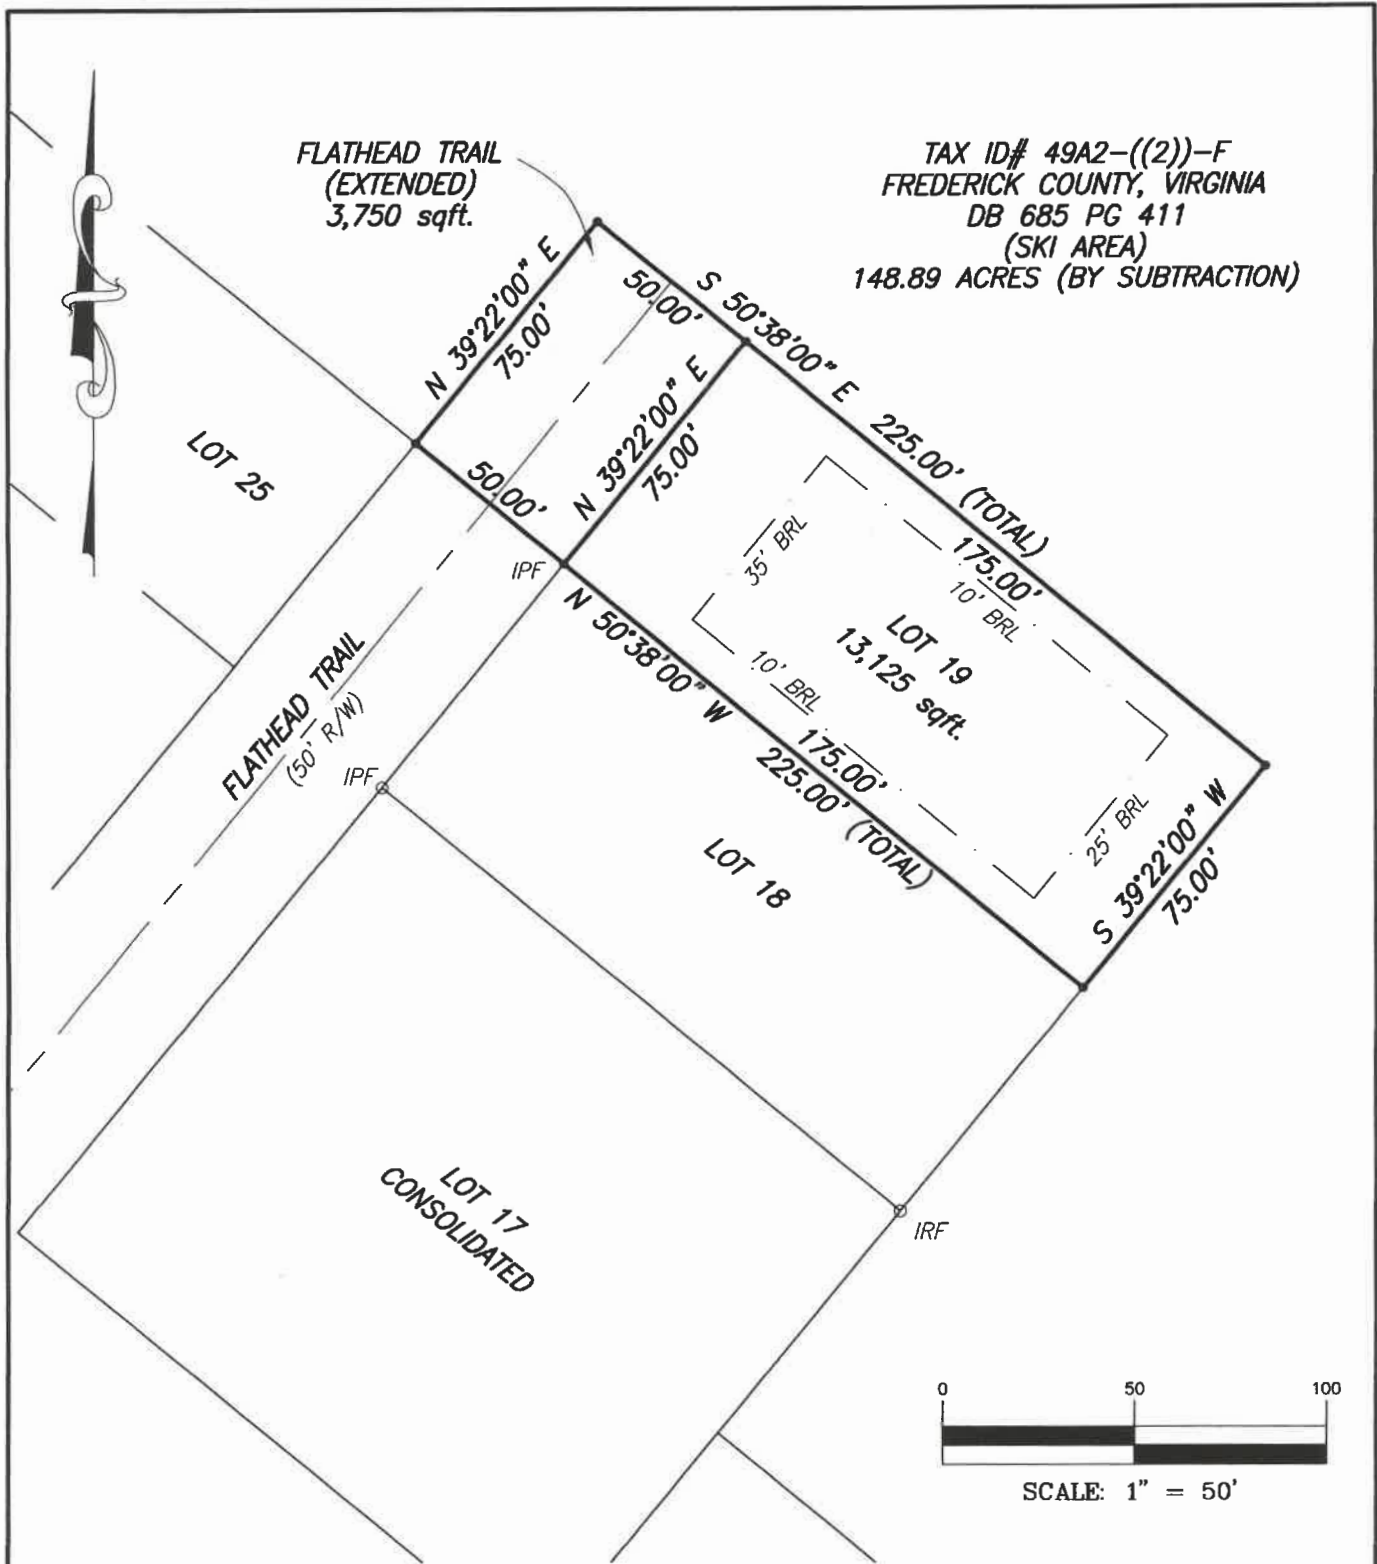 FLATHEAD TRAIL
(EXTENDED)
3,750 sqft.
TAX ID# 49A2-((2))-F
FREDERICK COUNTY, VIRGINIA
DB 685 PG 411
(SKI AREA)
148.89 ACRES (BY SUBTRACTION)
N 39°22'00" E
75.00'
50.00'
S 50°38'00" E 225.00' (TOTAL)
175.00'
10' BRL
N 39°22'00" E
75.00'
50.00'
LOT 25
35' BRL
IPF
LOT 19
13,125 sqft.
10' BRL
N 50°38'00" W 225.00' (TOTAL)
175.00'
25' BRL
S 39°22'00" W
75.00'
FLATHEAD TRAIL
(50' R/W)
IPF
LOT 18
LOT 17
CONSOLIDATED
IRF
0 50 100
SCALE: 1" = 50'